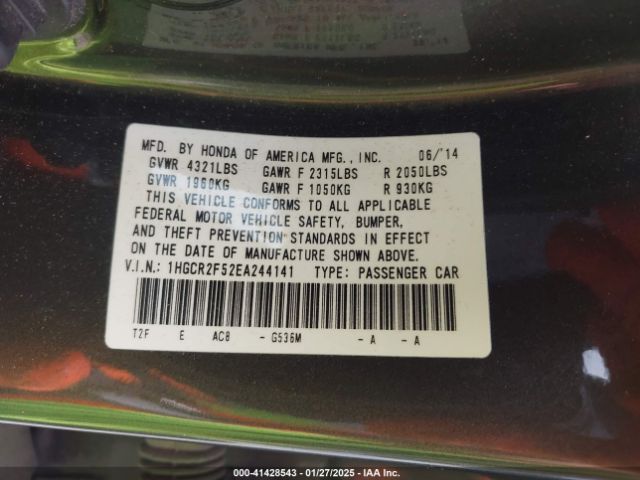 MFD. BY HONDA OF AMERICA MFG., INC. 06/'14
GVWR 4321LBS GAWR F 2315LBS R 2050LBS
GVWR 1960KG GAWR F 1050KG R 930KG
THIS VEHICLE CONFORMS TO ALL APPLICABLE
FEDERAL MOTOR VEHICLE SAFETY, BUMPER,
AND THEFT PREVENTION STANDARDS IN EFFECT
ON THE DATE OF MANUFACTURE SHOWN ABOVE.
V.I.N.: 1HGCR2F52EA244141 TYPE: PASSENGER CAR
T2F E AC8 - G536M - A - A
000-41428543 - 01/27/2025 - IAA Inc.